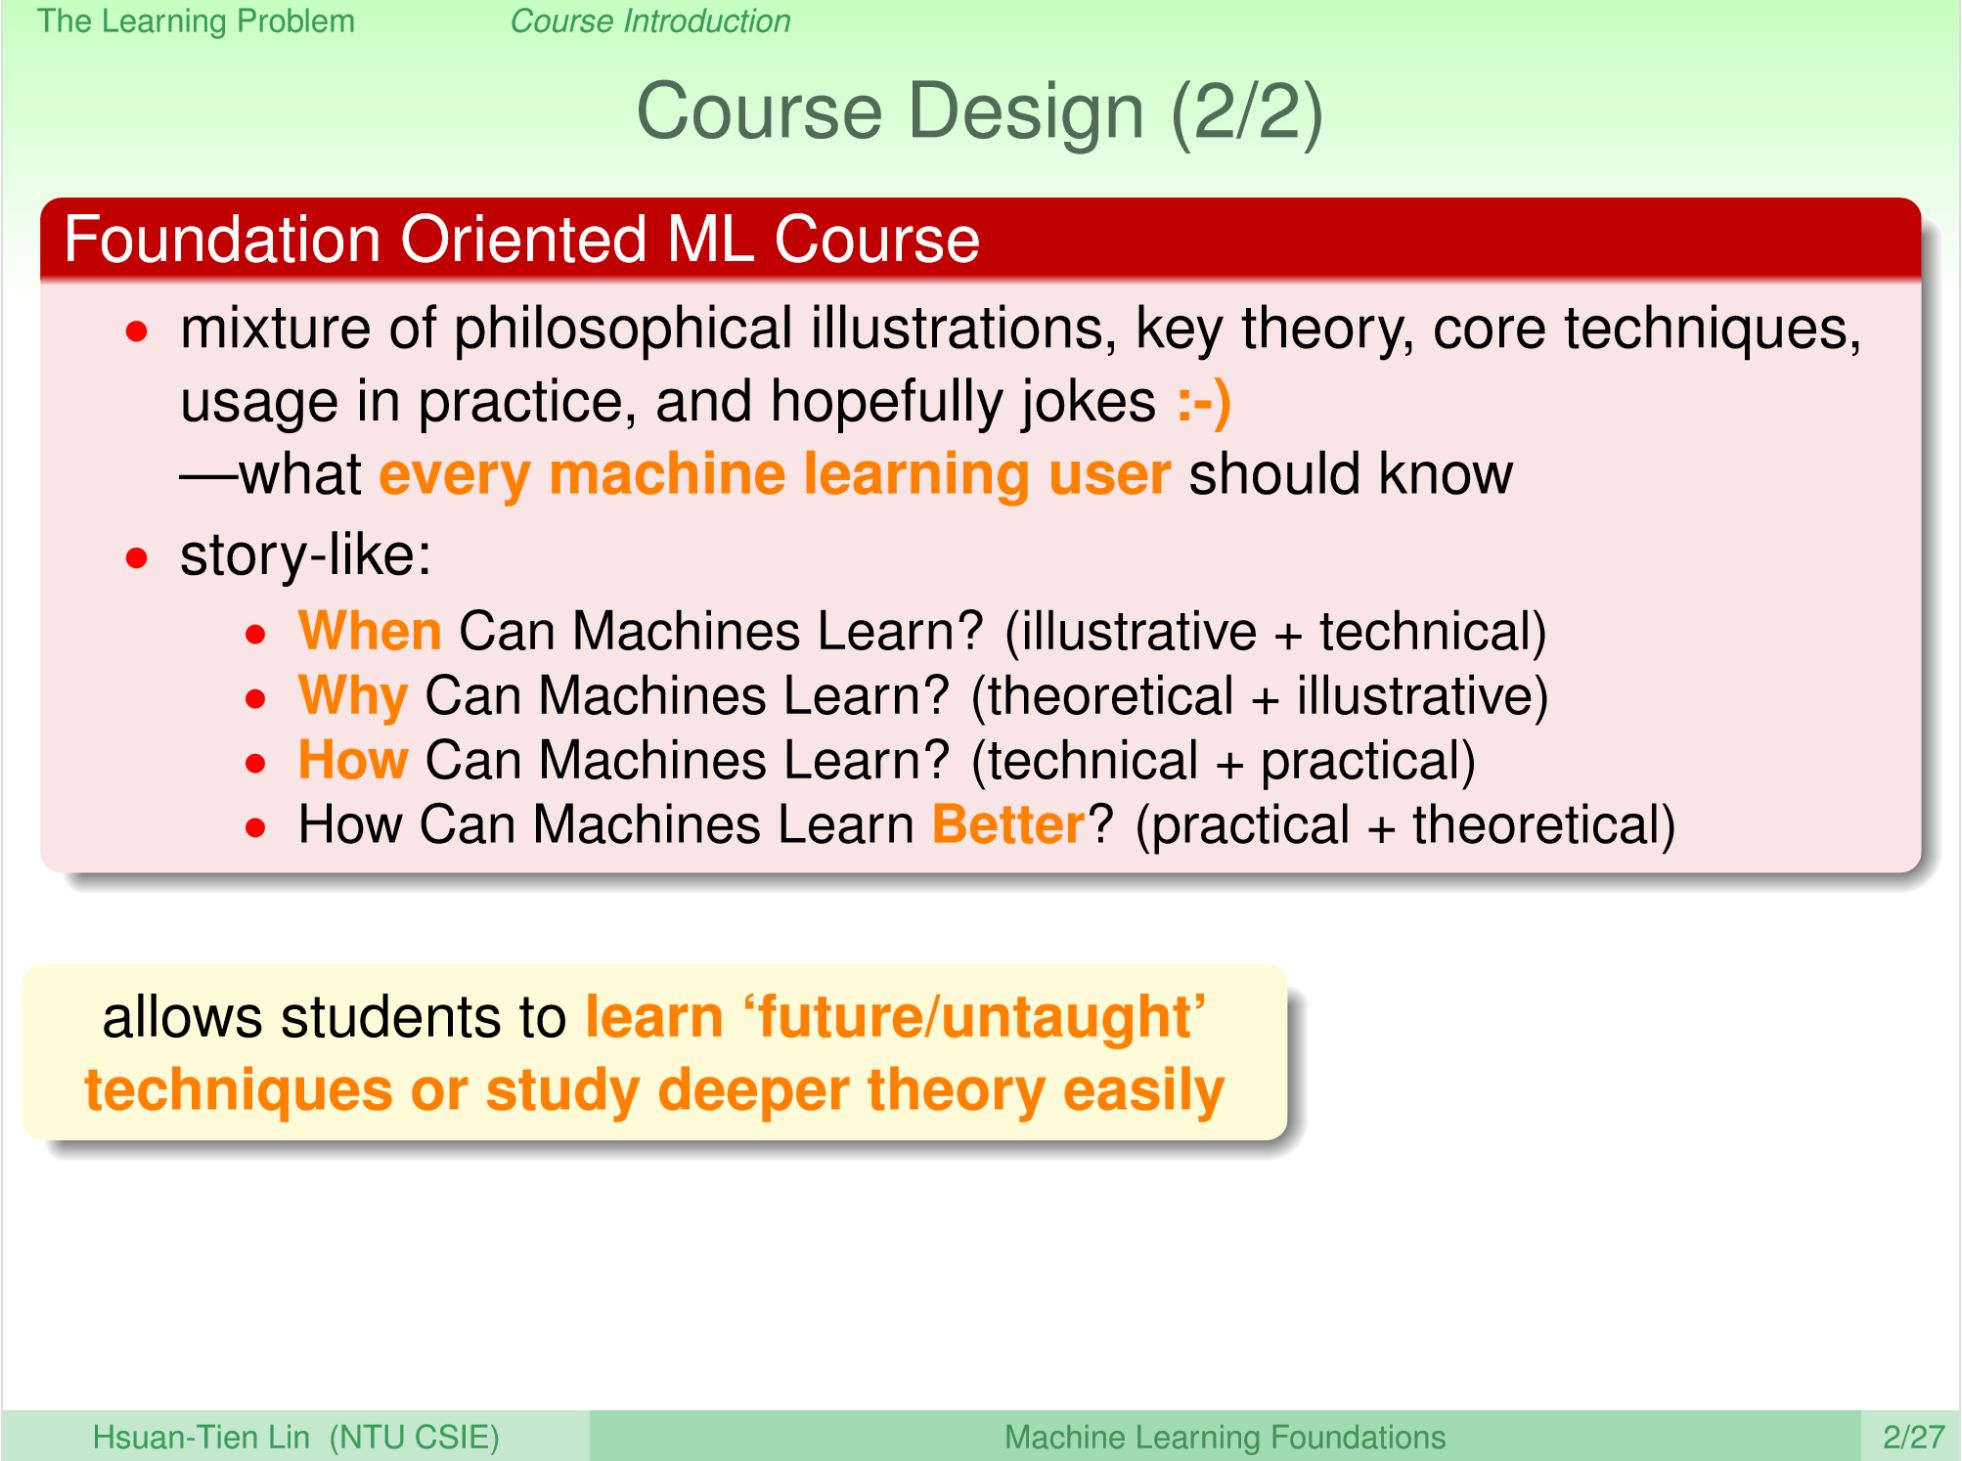 The Learning Problem Course Introduction
Course Design (2/2)
Foundation Oriented ML Course
• mixture of philosophical illustrations, key theory, core techniques,
usage in practice, and hopefully jokes :-)
—what every machine learning user should know
• story-like:
• When Can Machines Learn? (illustrative + technical)
• Why Can Machines Learn? (theoretical + illustrative)
• How Can Machines Learn? (technical + practical)
• How Can Machines Learn Better? (practical + theoretical)
allows students to learn ‘future/untaught’
techniques or study deeper theory easily
Hsuan-Tien Lin (NTU CSIE) Machine Learning Foundations 2/27